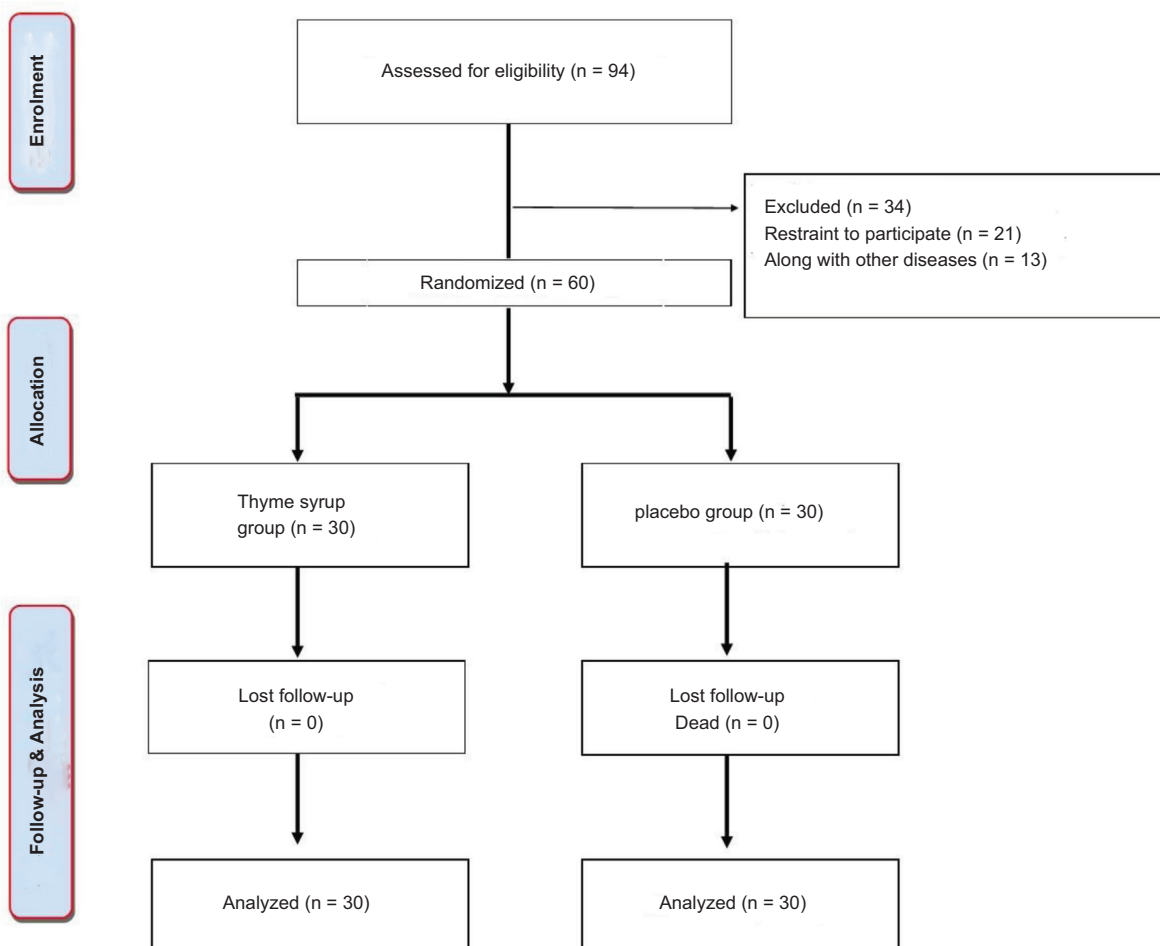 Enrolment
Assessed for eligibility (n = 94)
Excluded (n = 34)
Restraint to participate (n = 21)
Along with other diseases (n = 13)
Randomized (n = 60)
Allocation
Thyme syrup
group (n = 30)
placebo group (n = 30)
Follow-up & Analysis
Lost follow-up
(n = 0)
Lost follow-up
Dead (n = 0)
Analyzed (n = 30)
Analyzed (n = 30)